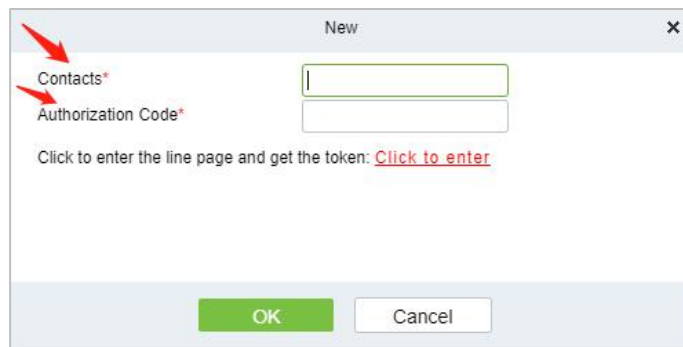 New
Contacts*
Authorization Code*
Click to enter the line page and get the token: Click to enter
OK
Cancel